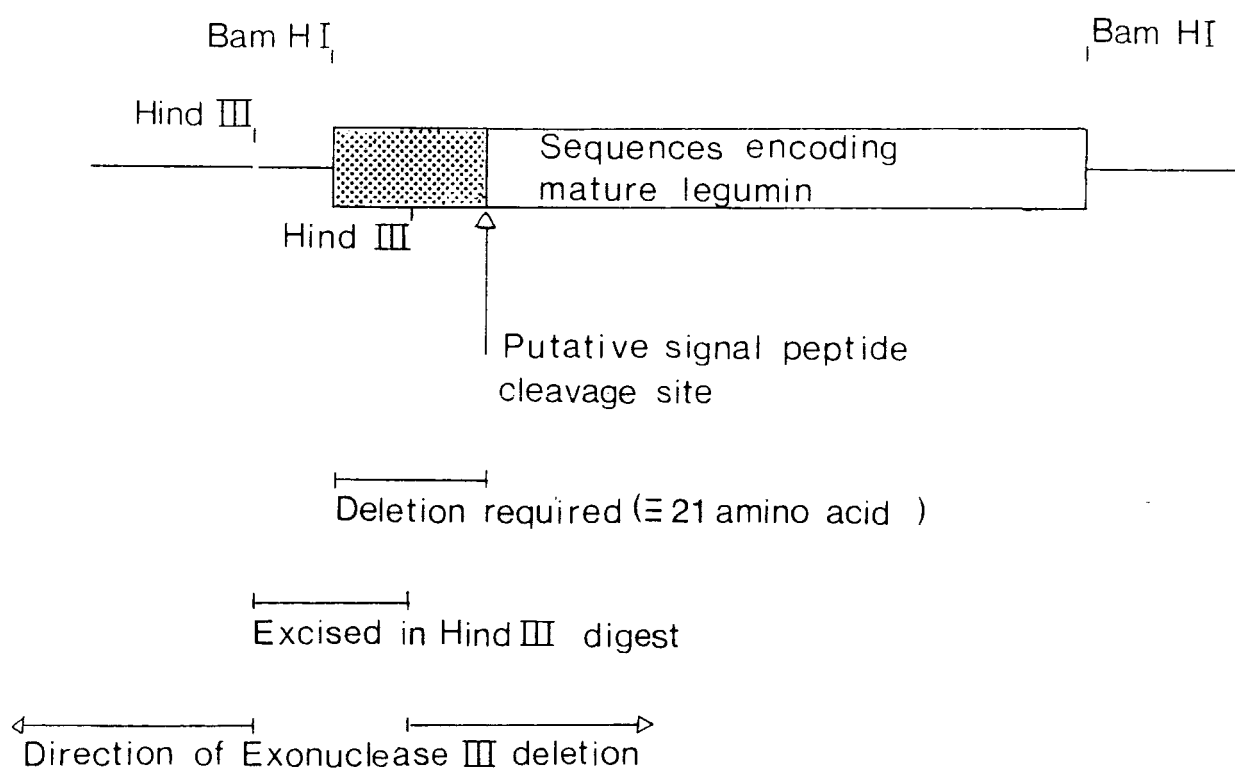 Bam HI
Bam HI
Hind III
Sequences encoding
mature legumin
Hind III
Putative signal peptide
cleavage site
Deletion required (≡ 21 amino acid )
Excised in Hind III digest
Direction of Exonuclease III deletion